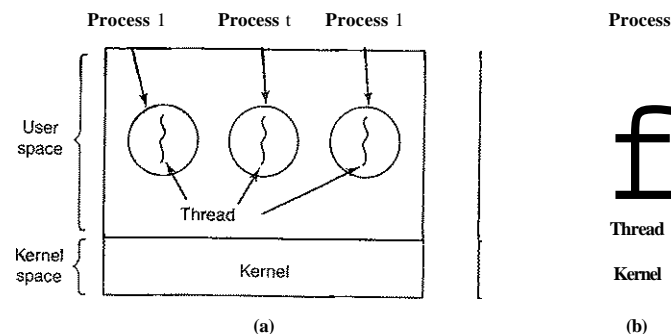 Process 1 Process t Process 1 Process
User
space
£
Thread
Thread
Kernel
space
Kernel
Kernel
(a) (b)